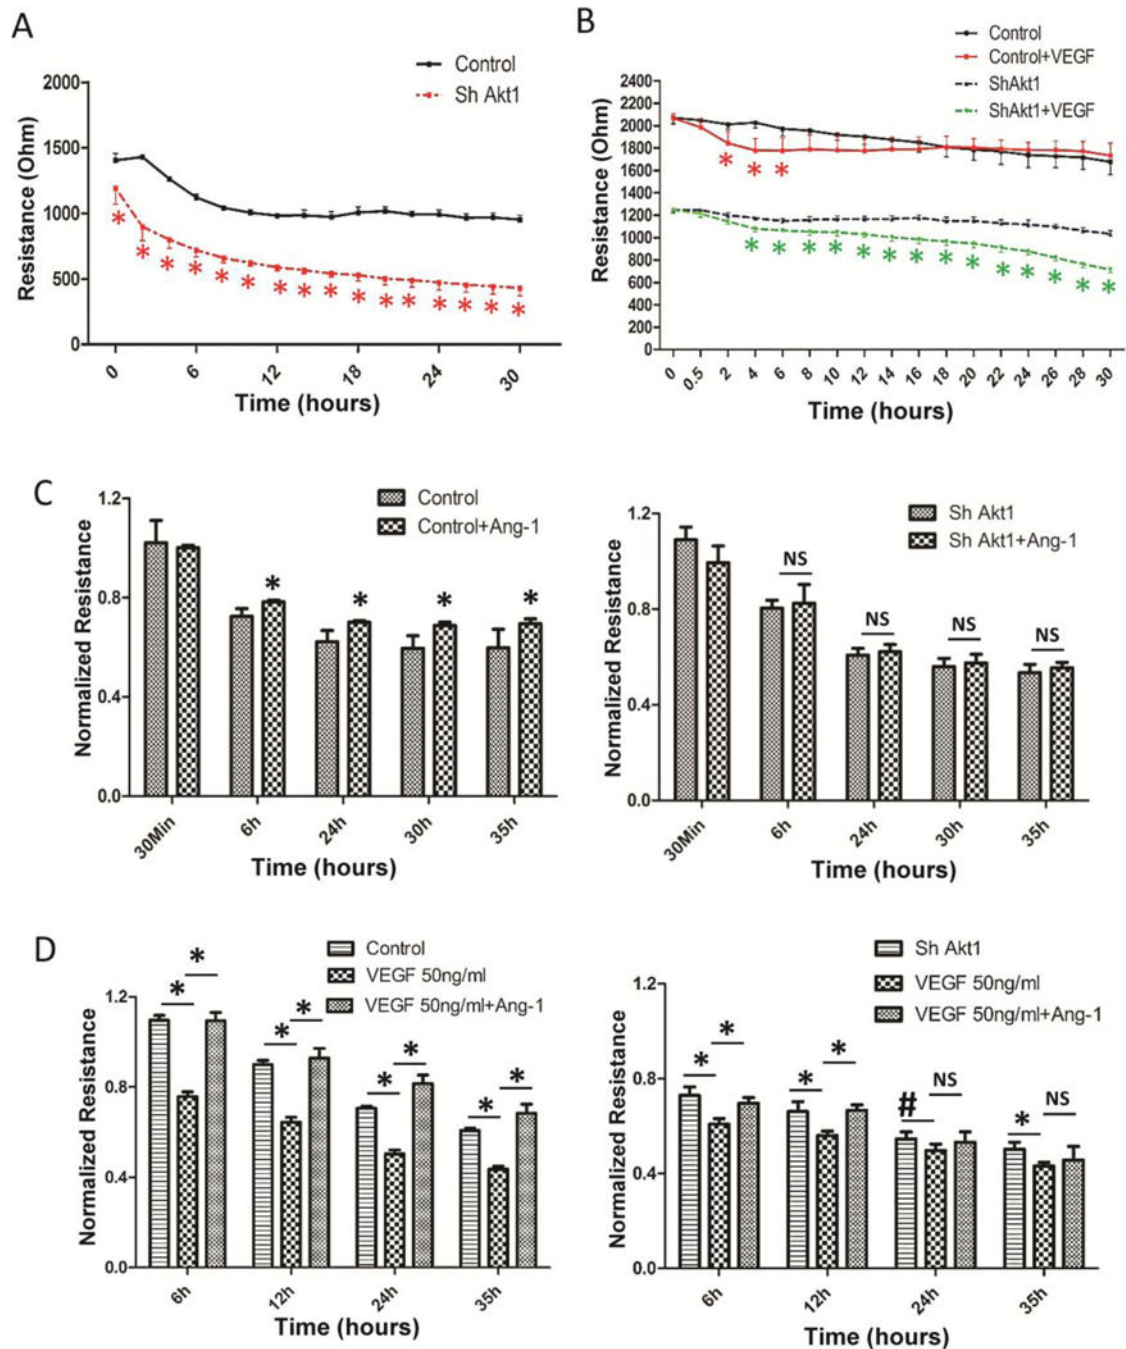 A
Control
Sh Akt1
2000
1500
1000
500
0
Resistance (Ohm)
0 6 12 18 24 30
Time (hours)
* * * * * * * * * * * * * * * *
B
Control
Control+VEGF
ShAkt1
ShAkt1+VEGF
2400
2200
2000
1800
1600
1400
1200
1000
800
600
400
200
0
Resistance (Ohm)
* * *
* * * * * * * * * * * * * *
0 0.5 2 4 6 8 10 12 14 16 18 20 22 24 26 28 30
Time (hours)
C
Control
Control+Ang-1
1.2
0.8
0.4
0.0
Normalized Resistance
* * * *
30Min 6h 24h 30h 35h
Time (hours)
Sh Akt1
Sh Akt1+Ang-1
1.2
0.8
0.4
0.0
Normalized Resistance
NS NS NS NS
30Min 6h 24h 30h 35h
Time (hours)
D
Control
VEGF 50ng/ml
VEGF 50ng/ml+Ang-1
1.2
0.8
0.4
0.0
Normalized Resistance
* * * * * * * *
6h 12h 24h 35h
Time (hours)
Sh Akt1
VEGF 50ng/ml
VEGF 50ng/ml+Ang-1
1.2
0.8
0.4
0.0
Normalized Resistance
* * * * # NS * NS
6h 12h 24h 35h
Time (hours)